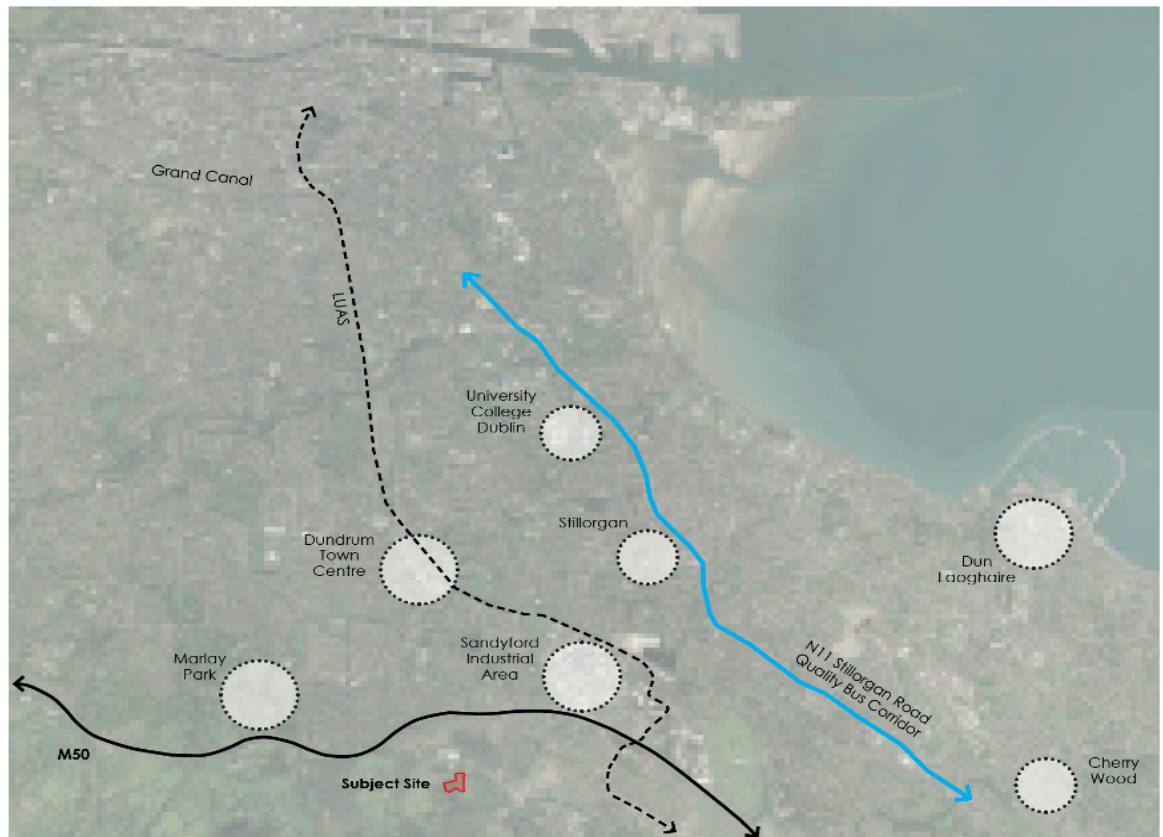 Grand Canal
LUAS
University
College
Dublin
Stillorgan
Dundrum
Town
Centre
Dun
Laoghaire
Sandyford
Industrial
Area
Marlay
Park
N11 Stillorgan Road
Quality Bus Corridor
M50
Subject Site
Cherry
Wood